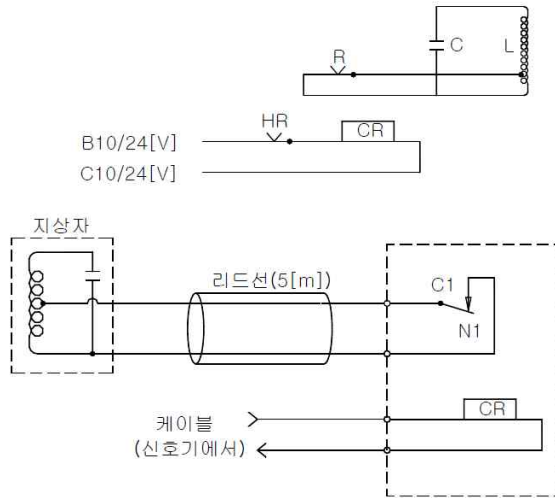 R
C
L
HR
CR
B10/24[V]
C10/24[V]
지상자
리드선(5[m])
C1
N1
CR
케이블
(신호기에서)